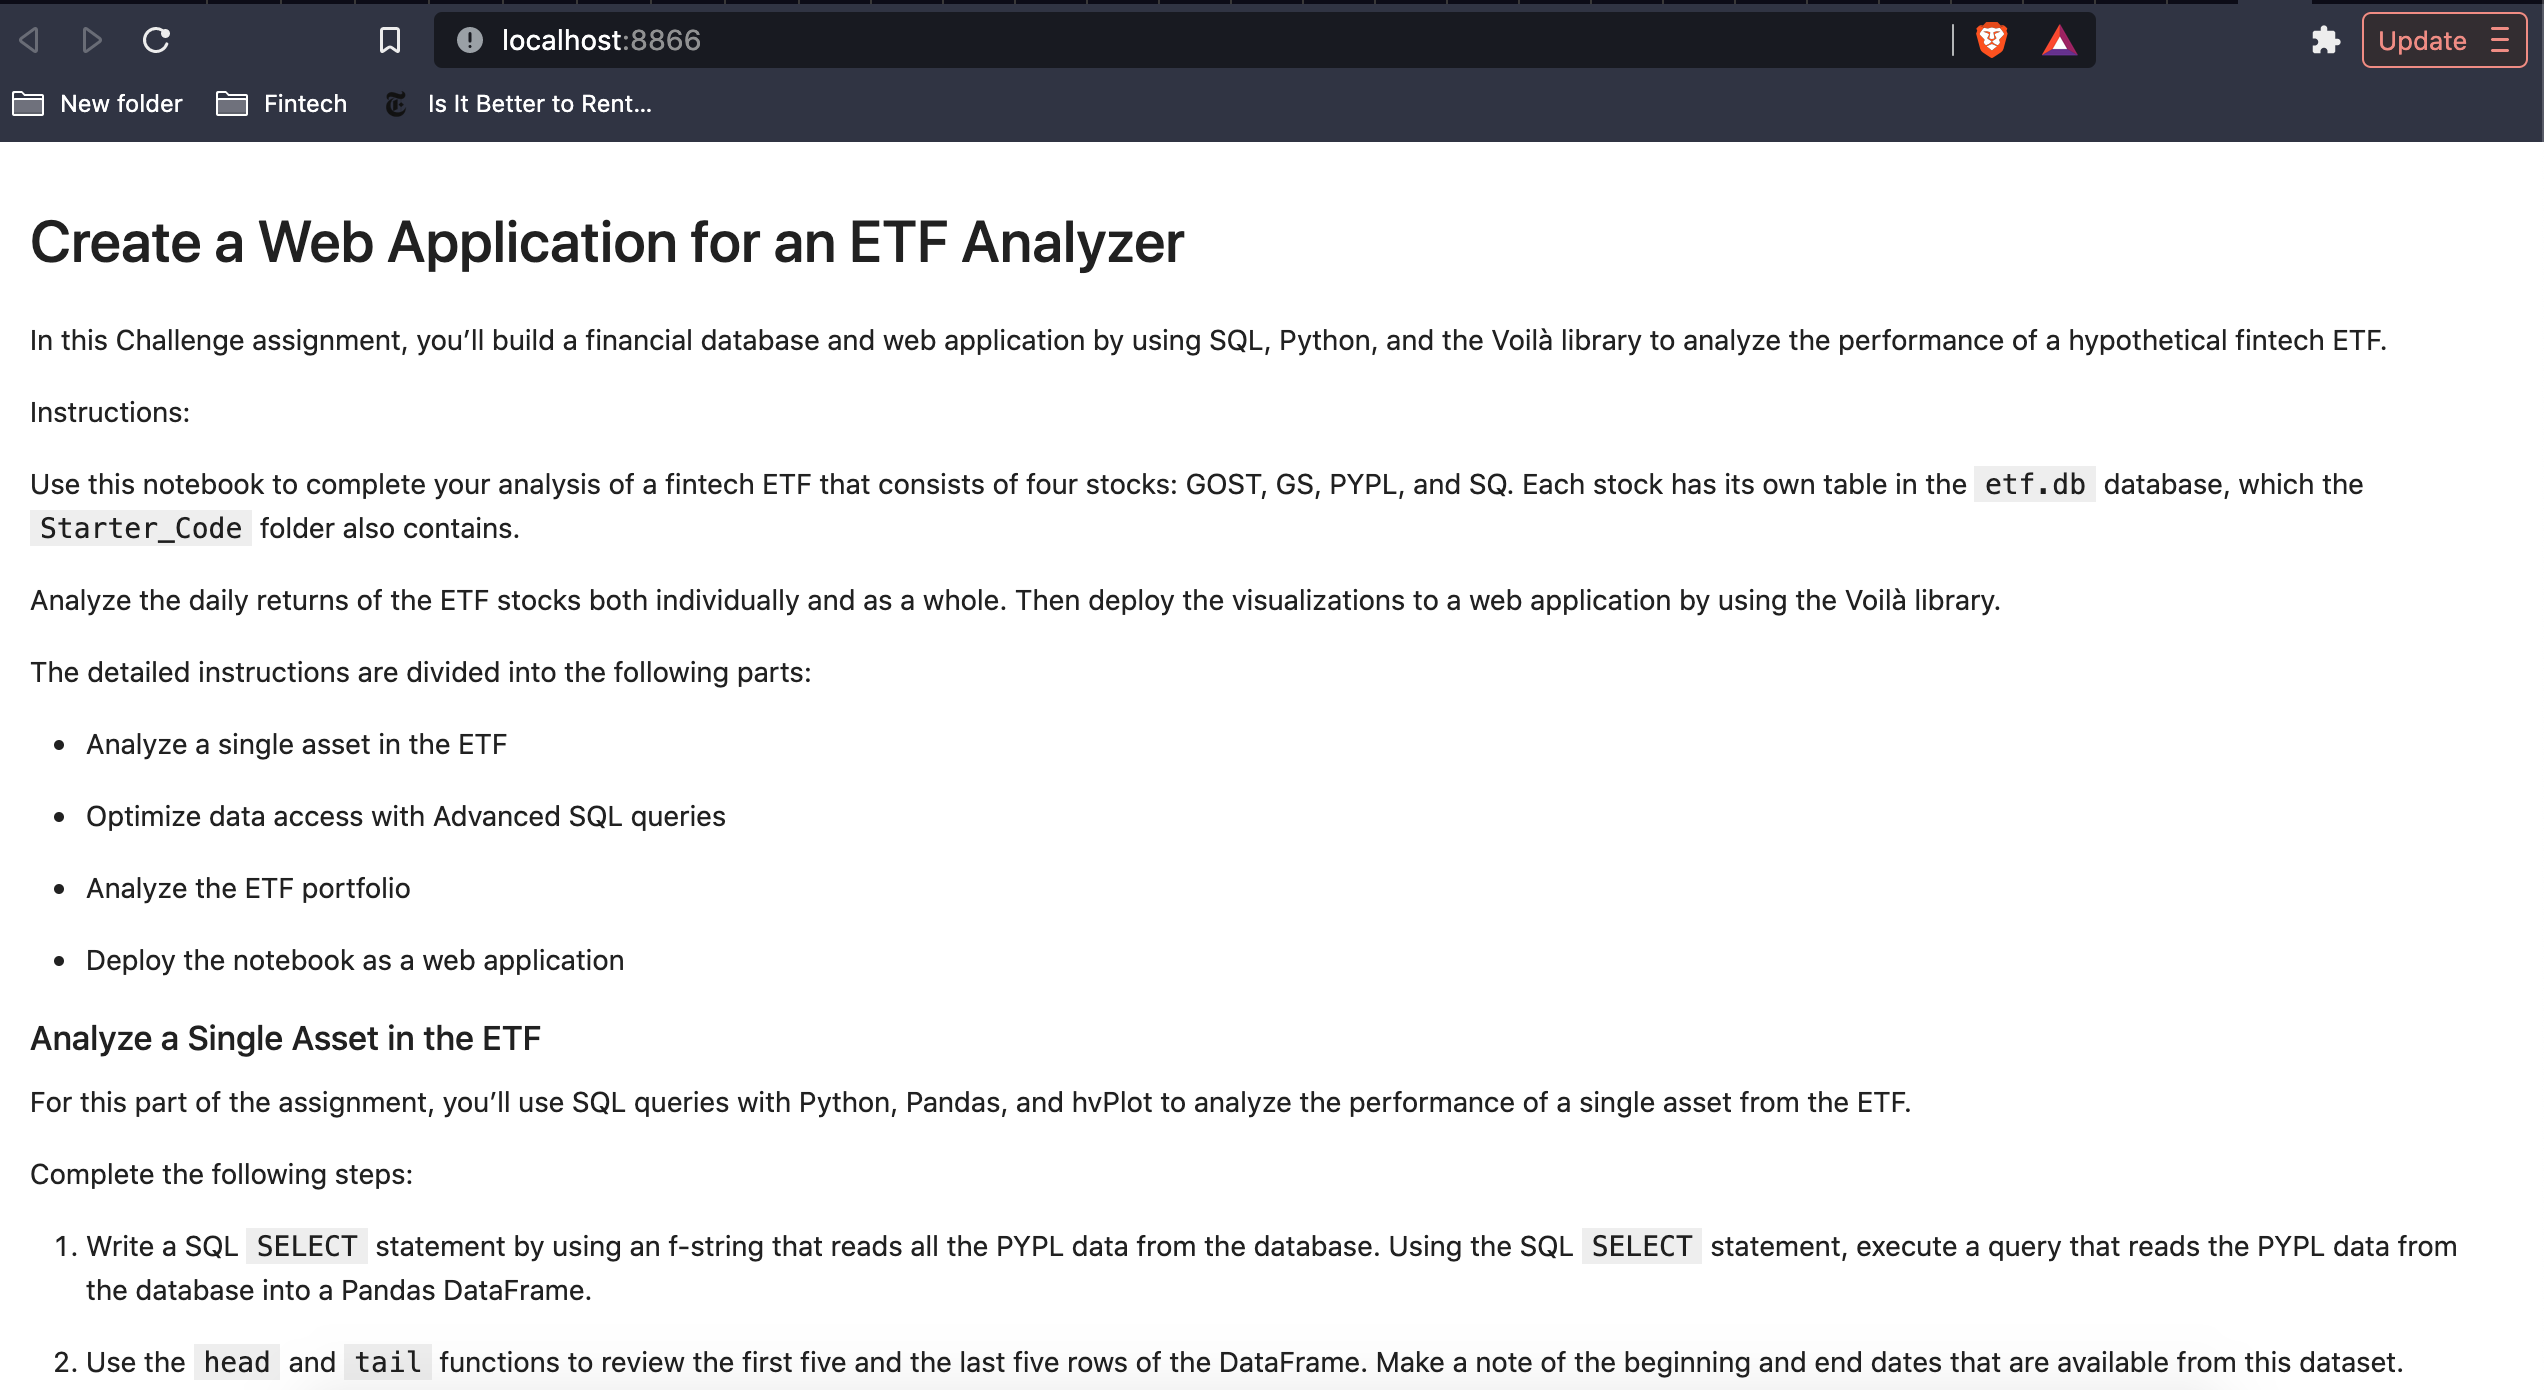 localhost:8866
Update
New folder
Fintech
Is It Better to Rent...
Create a Web Application for an ETF Analyzer
In this Challenge assignment, you’ll build a financial database and web application by using SQL, Python, and the Voilà library to analyze the performance of a hypothetical fintech ETF.
Instructions:
Use this notebook to complete your analysis of a fintech ETF that consists of four stocks: GOST, GS, PYPL, and SQ. Each stock has its own table in the etf.db database, which the
Starter_Code folder also contains.
Analyze the daily returns of the ETF stocks both individually and as a whole. Then deploy the visualizations to a web application by using the Voilà library.
The detailed instructions are divided into the following parts:
• Analyze a single asset in the ETF
• Optimize data access with Advanced SQL queries
• Analyze the ETF portfolio
• Deploy the notebook as a web application
Analyze a Single Asset in the ETF
For this part of the assignment, you’ll use SQL queries with Python, Pandas, and hvPlot to analyze the performance of a single asset from the ETF.
Complete the following steps:
1. Write a SQL SELECT statement by using an f-string that reads all the PYPL data from the database. Using the SQL SELECT statement, execute a query that reads the PYPL data from
the database into a Pandas DataFrame.
2. Use the head and tail functions to review the first five and the last five rows of the DataFrame. Make a note of the beginning and end dates that are available from this dataset.